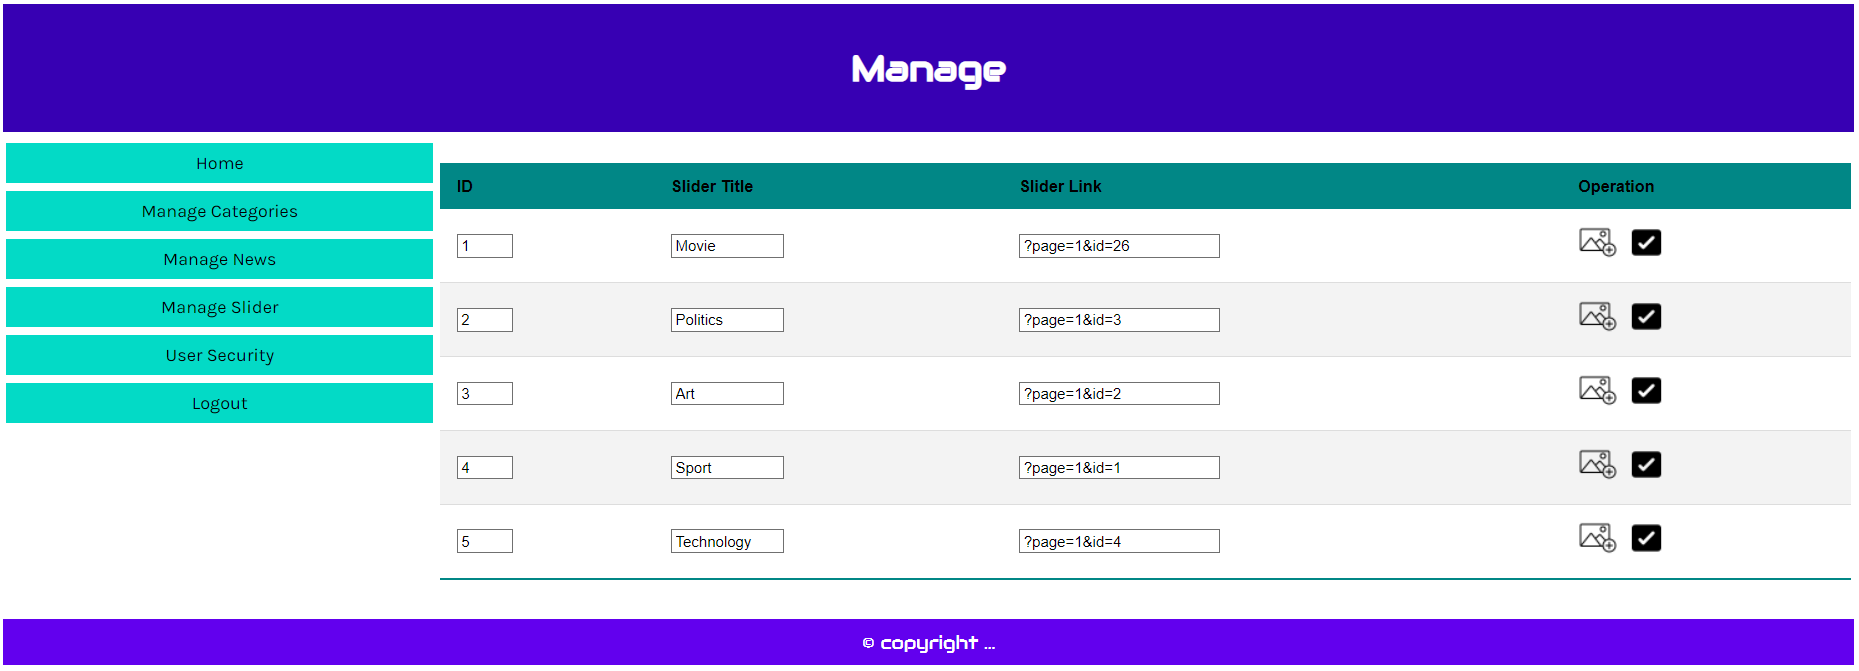 Manage
Home
Manage Categories
Manage News
Manage Slider
User Security
Logout
ID Slider Title Slider Link Operation
1 Movie ?page=1&id=26
2 Politics ?page=1&id=3
3 Art ?page=1&id=2
4 Sport ?page=1&id=1
5 Technology ?page=1&id=4
© copyright ...